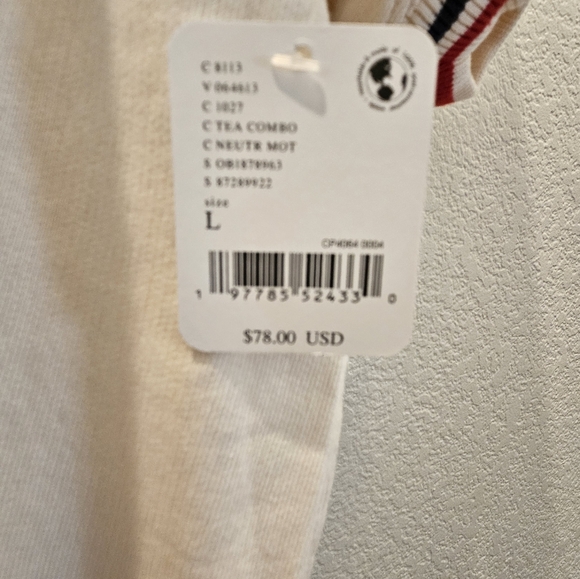 C 8113
V 064613
C 1027
C TEA COMBO
C NEUTR MOT
S OB1878963
S 87289922
size
L
CP4064 0004
1 97785 52433 0
$78.00 USD